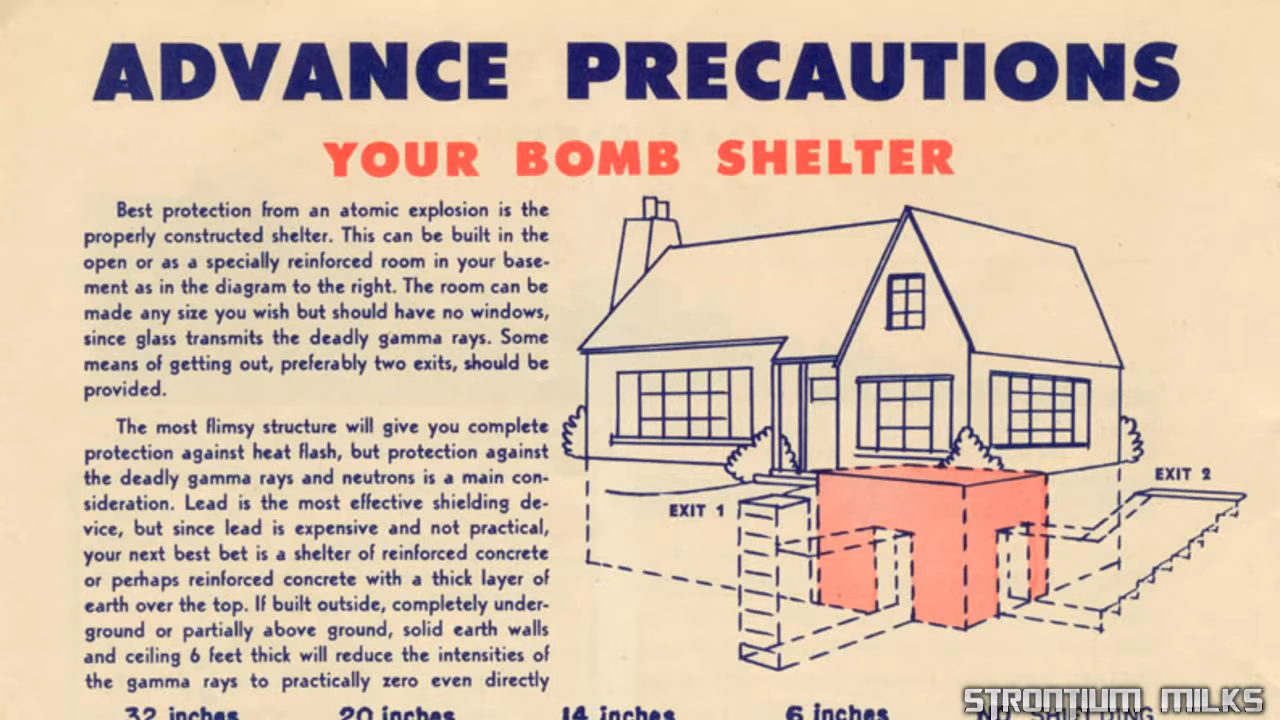 ADVANCE PRECAUTIONS
YOUR BOMB SHELTER
Best protection from an atomic explosion is the
properly constructed shelter. This can be built in the
open or as a specially reinforced room in your base-
ment as in the diagram to the right. The room can be
made any size you wish but should have no windows,
since glass transmits the deadly gamma rays. Some
means of getting out, preferably two exits, should be
provided.
The most flimsy structure will give you complete
protection against heat flash, but protection against
the deadly gamma rays and neutrons is a main con-
sideration. Lead is the most effective shielding de-
vice, but since lead is expensive and not practical,
your next best bet is a shelter of reinforced concrete
or perhaps reinforced concrete with a thick layer of
earth over the top. If built outside, completely under-
ground or partially above ground, solid earth walls
and ceiling 6 feet thick will reduce the intensities of
the gamma rays to practically zero even directly
EXIT 1
EXIT 2
32 inches 20 inches 14 inches 6 inches NO SHIELDING
STRONTIUM MILKS